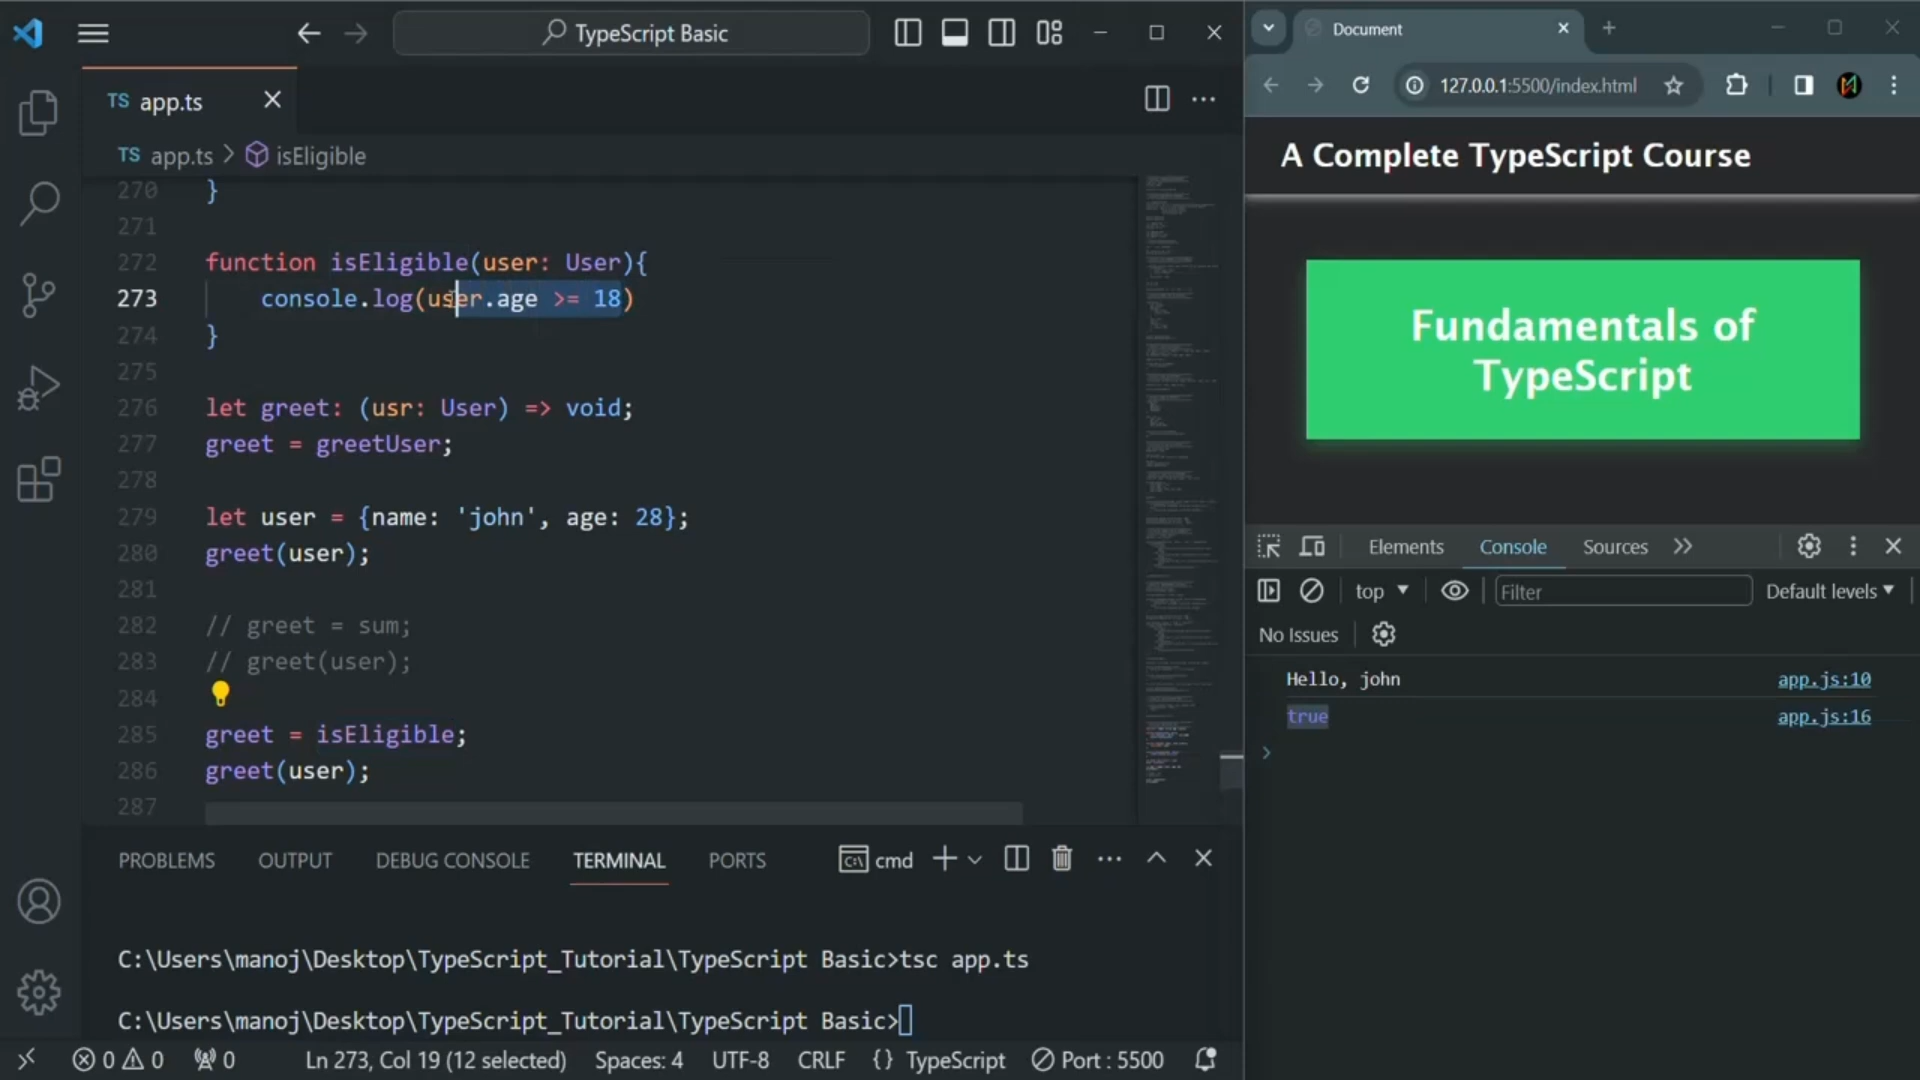 TypeScript Basic
TS app.ts
TS app.ts > isEligible
270 }
271
272 function isEligible(user: User){
273 console.log(user.age >= 18)
274 }
275
276 let greet: (usr: User) => void;
277 greet = greetUser;
278
279 let user = {name: 'john', age: 28};
280 greet(user);
281
282 // greet = sum;
283 // greet(user);
284
285 greet = isEligible;
286 greet(user);
287
PROBLEMS OUTPUT DEBUG CONSOLE TERMINAL PORTS cmd
C:\Users\manoj\Desktop\TypeScript_Tutorial\TypeScript Basic>tsc app.ts
C:\Users\manoj\Desktop\TypeScript_Tutorial\TypeScript Basic>
0 0 0 Ln 273, Col 19 (12 selected) Spaces: 4 UTF-8 CRLF {} TypeScript Port : 5500
Document
127.0.0.1:5500/index.html
A Complete TypeScript Course
Fundamentals of
TypeScript
Elements Console Sources
top Filter Default levels
No Issues
Hello, john app.js:10
true app.js:16